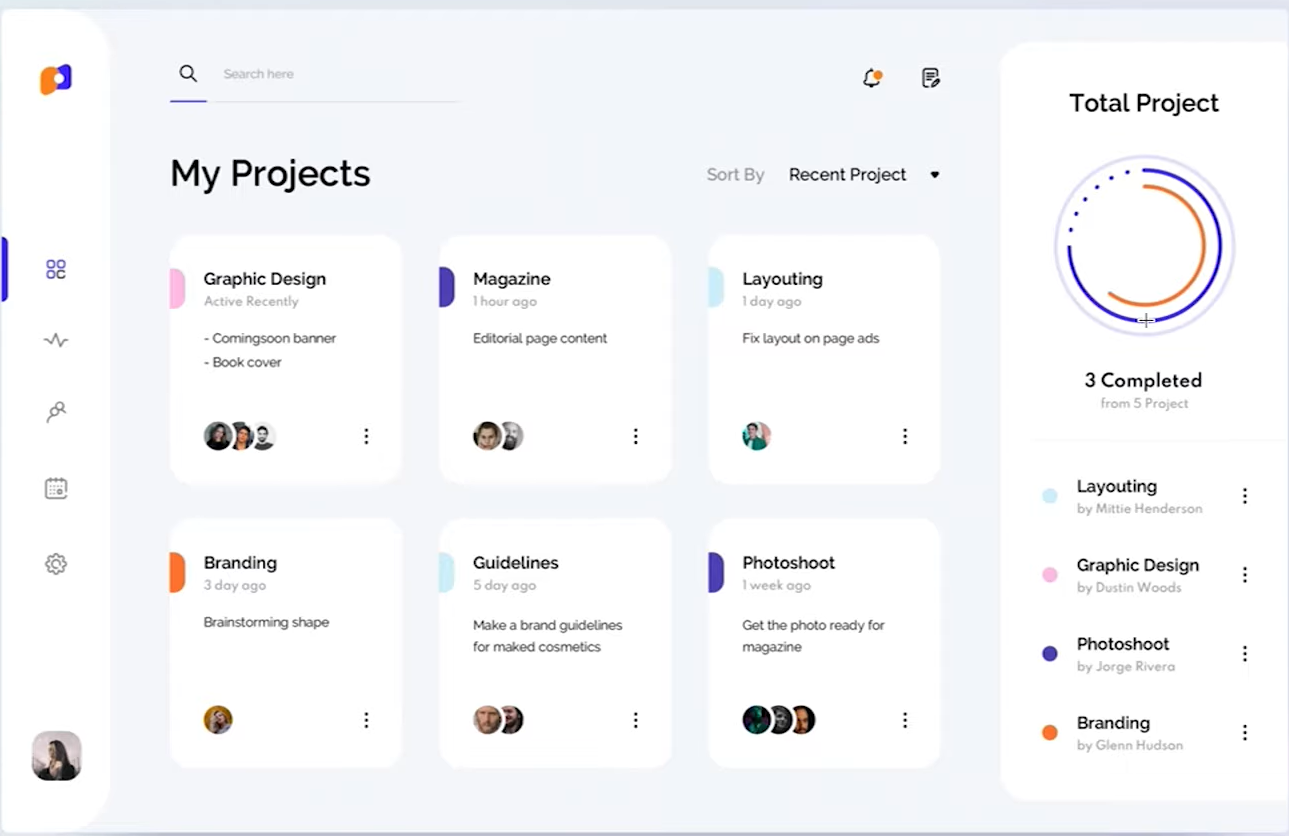 Search here
My Projects
Sort By Recent Project
Graphic Design
Active Recently
- Comingsoon banner
- Book cover
Magazine
1 hour ago
Editorial page content
Layouting
1 day ago
Fix layout on page ads
Branding
3 day ago
Brainstorming shape
Guidelines
5 day ago
Make a brand guidelines
for maked cosmetics
Photoshoot
1 week ago
Get the photo ready for
magazine
Total Project
3 Completed
from 5 Project
Layouting
by Mittie Henderson
Graphic Design
by Dustin Woods
Photoshoot
by Jorge Rivera
Branding
by Glenn Hudson